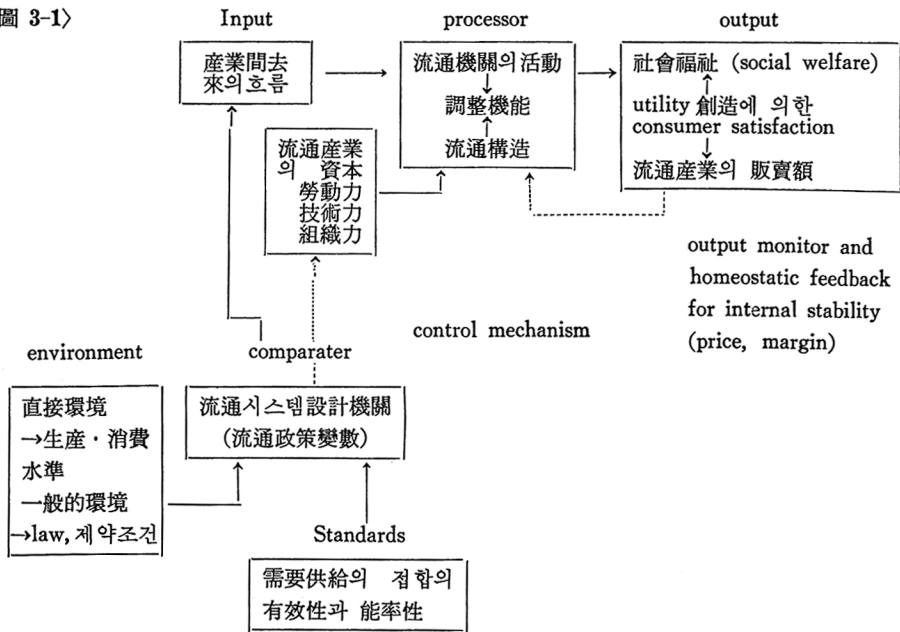 圖 3-1〉
Input
processor
output
産業間去
來의흐름
流通機關의活動
調整機能
流通構造
社會福祉 (social welfare)
utility 創造에 의한
consumer satisfaction
流通産業의 販賣額
流通産業
의 資本
勞動力
技術力
組織力
output monitor and
homeostatic feedback
for internal stability
(price, margin)
control mechanism
environment
comparater
直接環境
→生産・消費
水準
一般的環境
→law, 제약조건
流通시스템設計機關
(流通政策變數)
Standards
需要供給의 접합의
有效性과 能率性